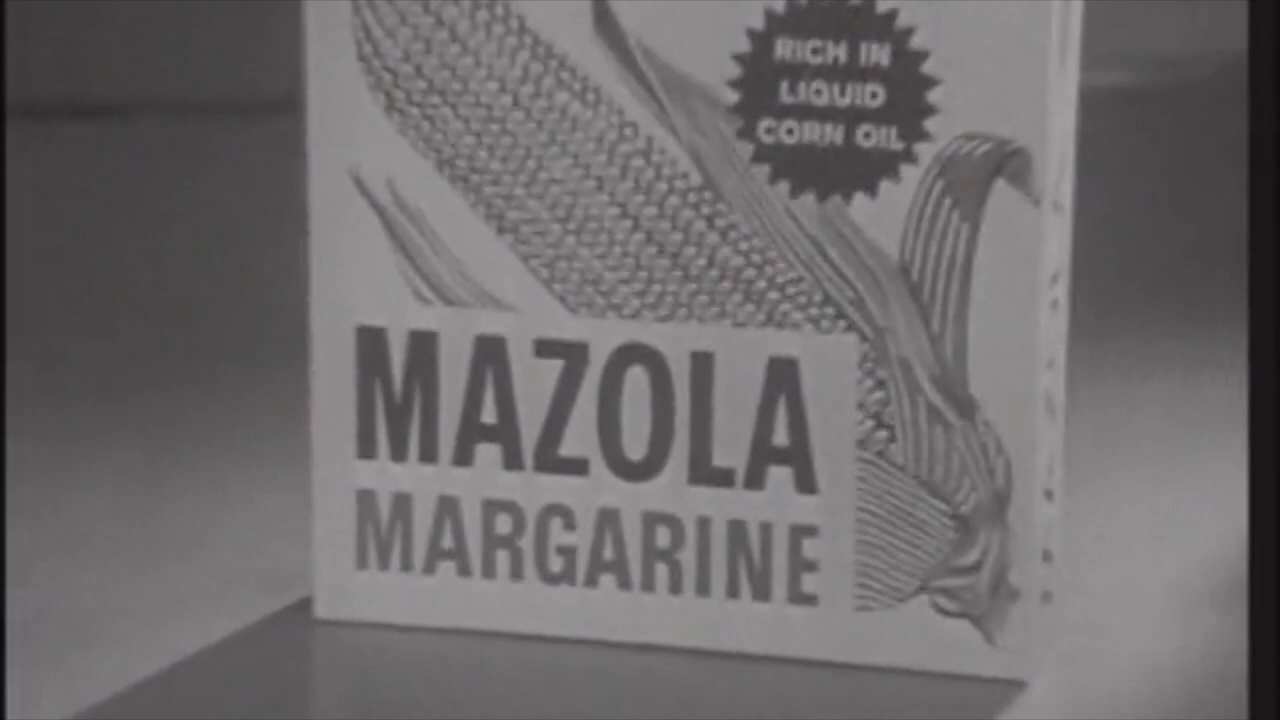 RICH IN
LIQUID
CORN OIL
MAZOLA
MARGARINE